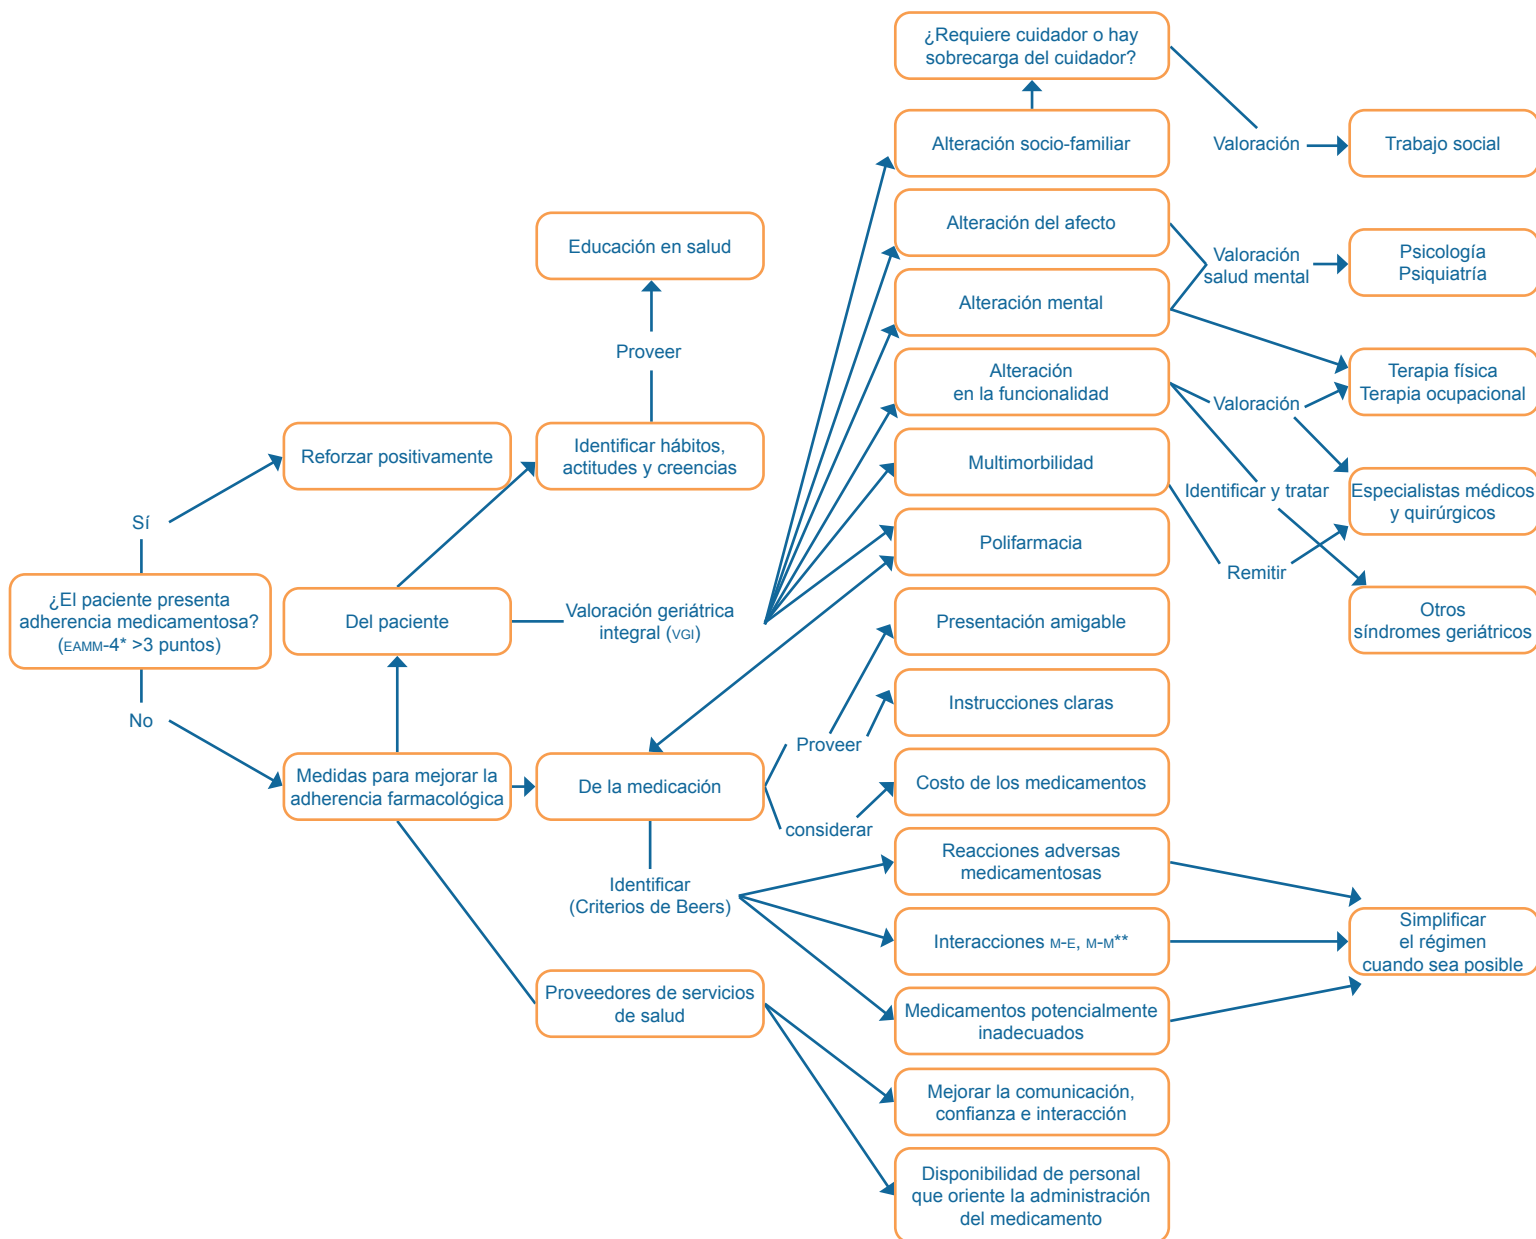 ¿Requiere cuidador o hay
sobrecarga del cuidador?
Alteración socio-familiar
Valoración
Trabajo social
Educación en salud
Alteración del afecto
Valoración
salud mental
Psicología
Psiquiatría
Alteración mental
Proveer
Alteración
en la funcionalidad
Valoración
Terapia física
Terapia ocupacional
Reforzar positivamente
Identificar hábitos,
actitudes y creencias
Multimorbilidad
Identificar y tratar
Especialistas médicos
y quirúrgicos
Sí
Polifarmacia
Remitir
¿El paciente presenta
adherencia medicamentosa?
(EAMM-4* >3 puntos)
Del paciente
Valoración geriátrica
integral (VGI)
Presentación amigable
Otros
síndromes geriátricos
No
Instrucciones claras
Proveer
Medidas para mejorar la
adherencia farmacológica
De la medicación
Costo de los medicamentos
considerar
Reacciones adversas
medicamentosas
Identificar
(Criterios de Beers)
Interacciones M-E, M-M**
Simplificar
el régimen
cuando sea posible
Proveedores de servicios
de salud
Medicamentos potencialmente
inadecuados
Mejorar la comunicación,
confianza e interacción
Disponibilidad de personal
que oriente la administración
del medicamento